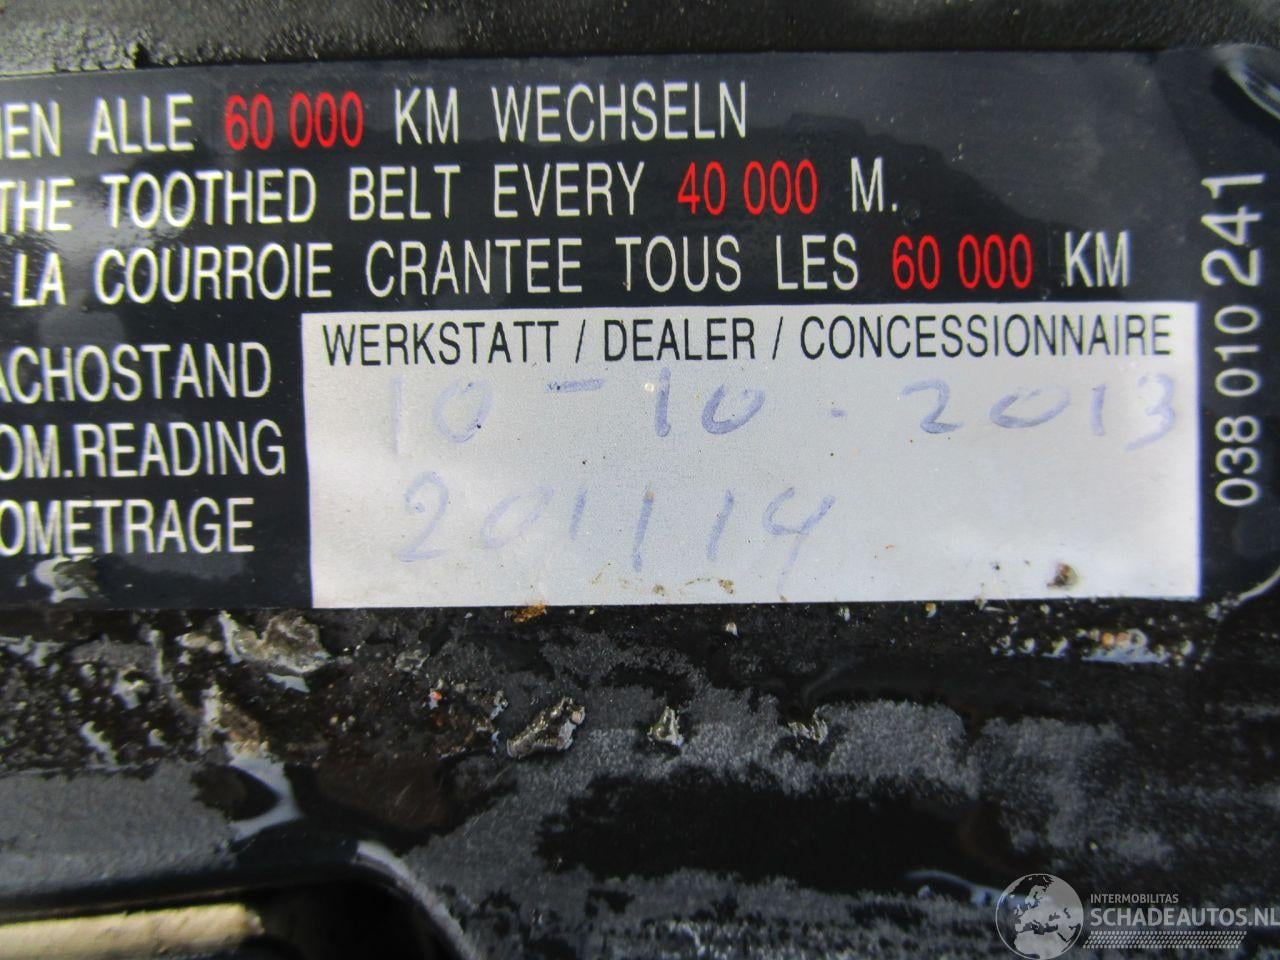 ALLE 60 000 KM WECHSELN
THE TOOTHED BELT EVERY 40 000 M.
LA COURROIE CRANTEE TOUS LES 60 000 KM
WERKSTATT / DEALER / CONCESSIONNAIRE
ACHOSTAND
10-10.2013
OM.READING
201114
OMETRAGE
038 010 241
INTERMOBILITAS
SCHADEAUTOS.NL